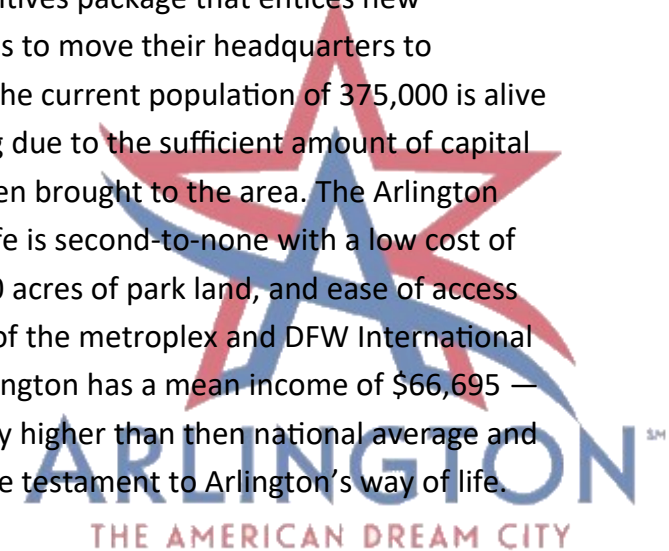 tives package that entices new
s to move their headquarters to
he current population of 375,000 is alive
g due to the sufficient amount of capital
en brought to the area. The Arlington
fe is second-to-none with a low cost of
0 acres of park land, and ease of access
of the metroplex and DFW International
ington has a mean income of $66,695 —
y higher than then national average and
e testament to Arlington’s way of life.
ARLINGTON SM
THE AMERICAN DREAM CITY